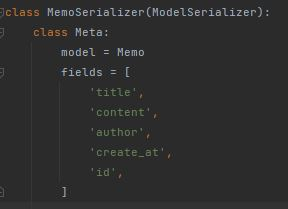 class MemoSerializer(ModelSerializer):
    class Meta:
        model = Memo
        fields = [
            'title',
            'content',
            'author',
            'create_at',
            'id',
        ]